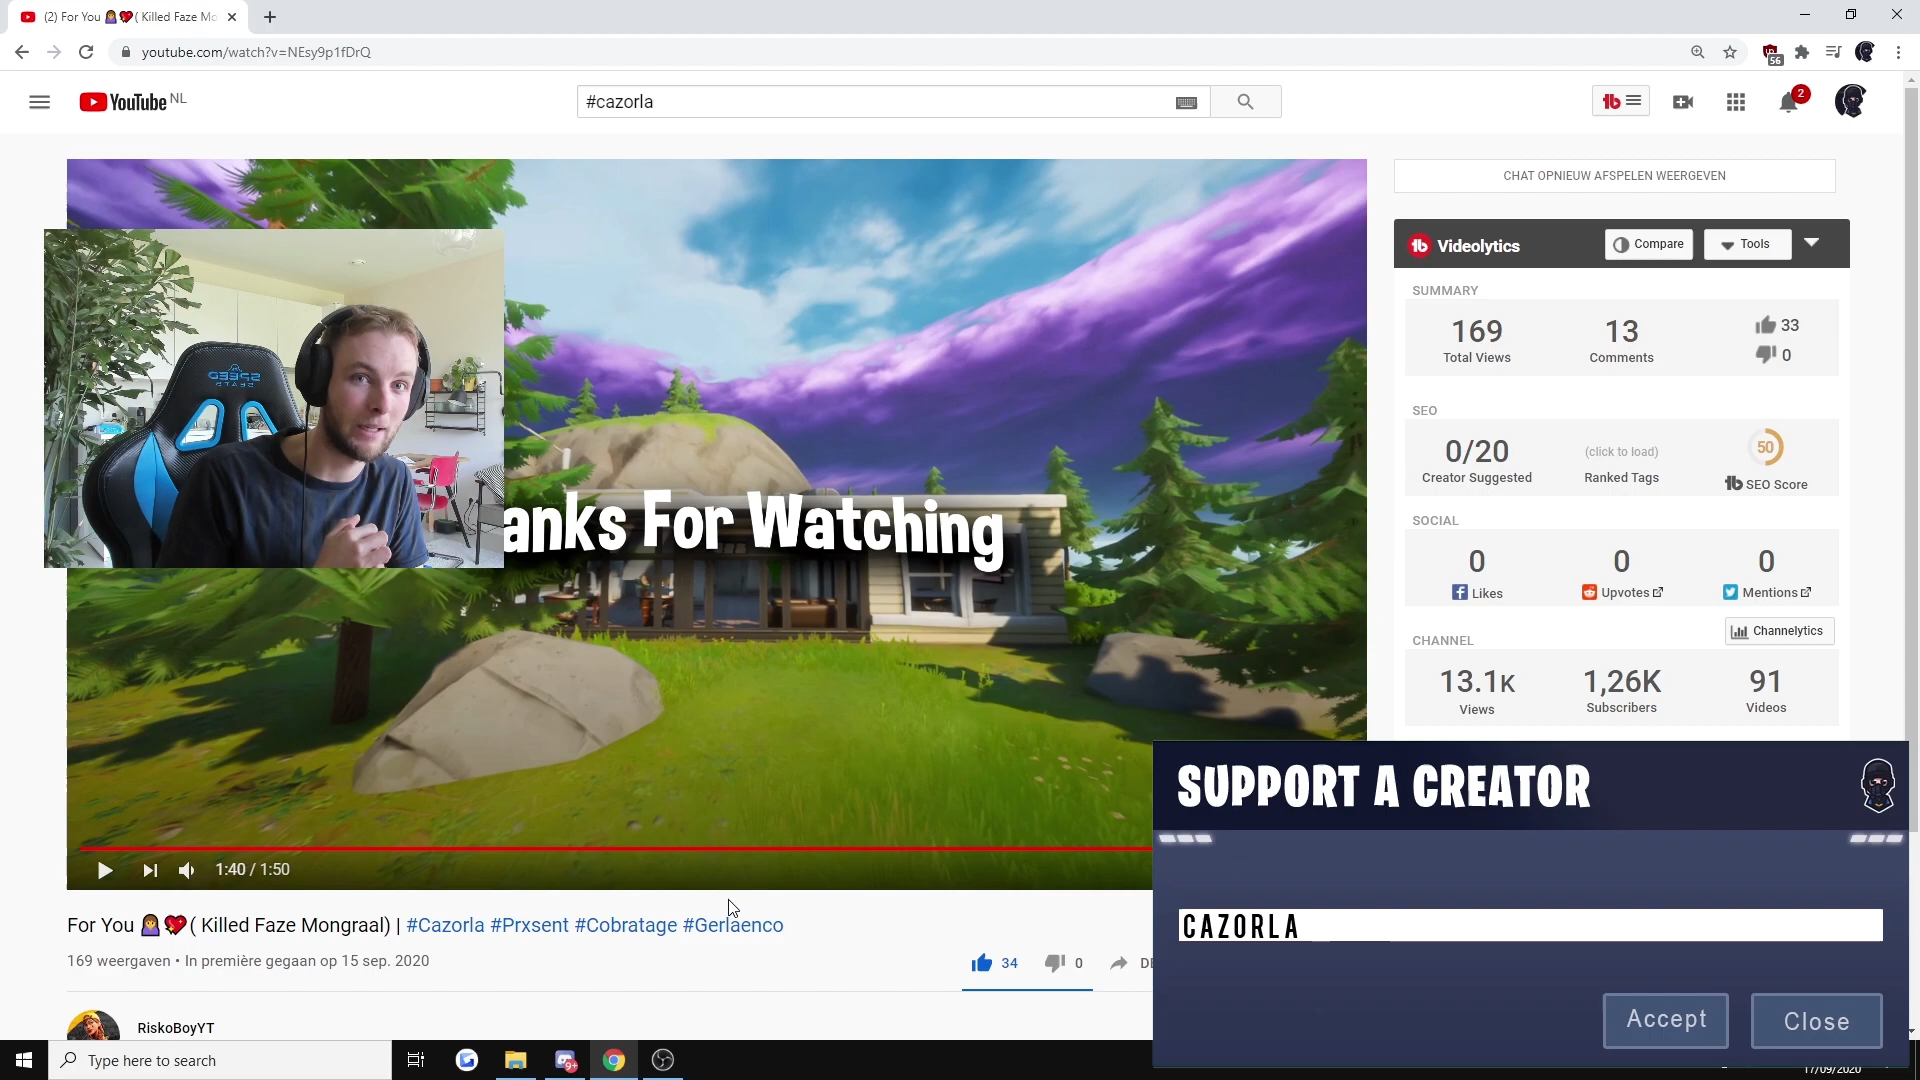 (2) For You 🙅🏽‍♀️💖( Killed Faze Mo
youtube.com/watch?v=NEsy9p1fDrQ
56
YouTube NL
#cazorla
2
CHAT OPNIEUW AFSPELEN WEERGEVEN
Videolytics
Compare
Tools
SUMMARY
169
Total Views
13
Comments
33
0
SEO
0/20
Creator Suggested
(click to load)
Ranked Tags
50
SEO Score
SOCIAL
0
Likes
0
Upvotes
0
Mentions
CHANNEL
Channelytics
13.1K
Views
1,26K
Subscribers
91
Videos
SPEED
anks For Watching
1:40 / 1:50
SUPPORT A CREATOR
CAZORLA
Accept
Close
For You 🙅🏽‍♀️💖( Killed Faze Mongraal) | #Cazorla #Prxsent #Cobratage #Gerlaenco
169 weergaven • In première gegaan op 15 sep. 2020
34
0
DE
RiskoBoyYT
Type here to search
9+
17/09/2020